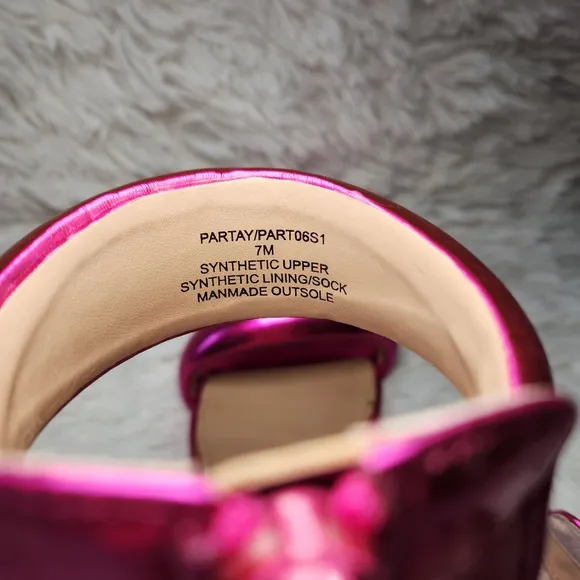 PARTAY/PART06S1
7M
SYNTHETIC UPPER
SYNTHETIC LINING/SOCK
MANMADE OUTSOLE